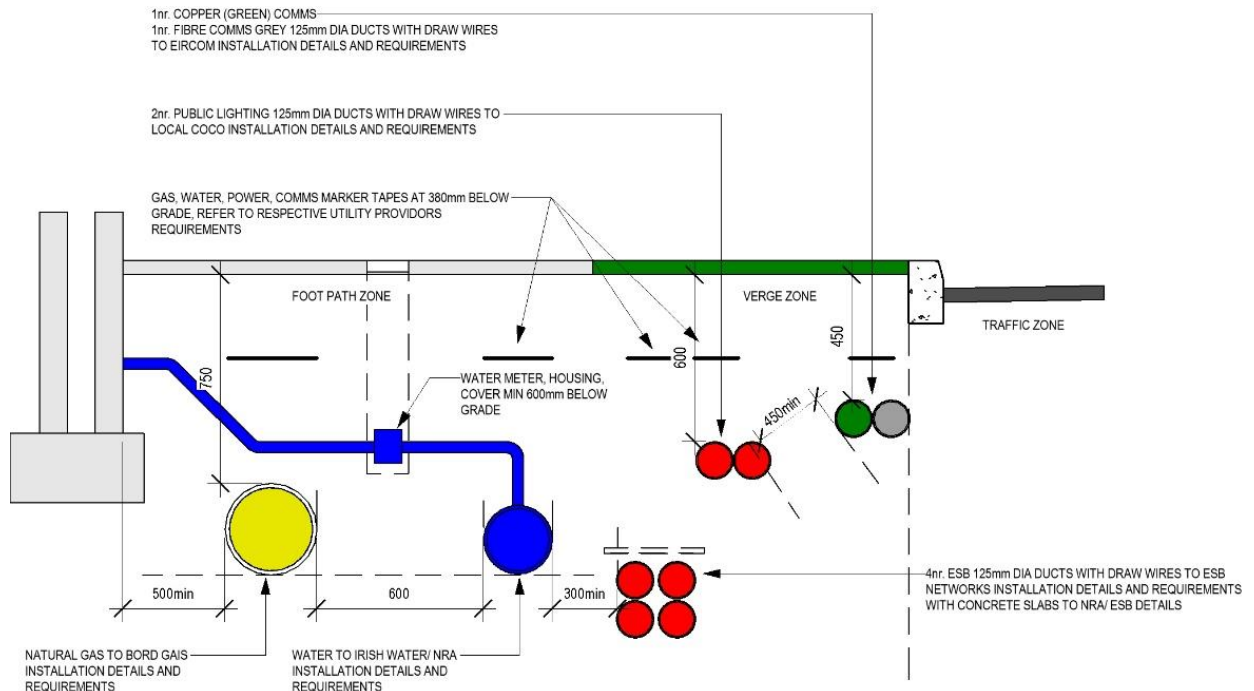 1nr. COPPER (GREEN) COMMS
1nr. FIBRE COMMS GREY 125mm DIA DUCTS WITH DRAW WIRES
TO EIRCOM INSTALLATION DETAILS AND REQUIREMENTS
2nr. PUBLIC LIGHTING 125mm DIA DUCTS WITH DRAW WIRES TO
LOCAL COCO INSTALLATION DETAILS AND REQUIREMENTS
GAS, WATER, POWER, COMMS MARKER TAPES AT 380mm BELOW
GRADE, REFER TO RESPECTIVE UTILITY PROVIDORS
REQUIREMENTS
FOOT PATH ZONE
VERGE ZONE
TRAFFIC ZONE
750
600
450
WATER METER, HOUSING,
COVER MIN 600mm BELOW
GRADE
450min
500min
600
300min
4nr. ESB 125mm DIA DUCTS WITH DRAW WIRES TO ESB
NETWORKS INSTALLATION DETAILS AND REQUIREMENTS
WITH CONCRETE SLABS TO NRA/ ESB DETAILS
NATURAL GAS TO BORD GAIS
INSTALLATION DETAILS AND
REQUIREMENTS
WATER TO IRISH WATER/ NRA
INSTALLATION DETAILS AND
REQUIREMENTS